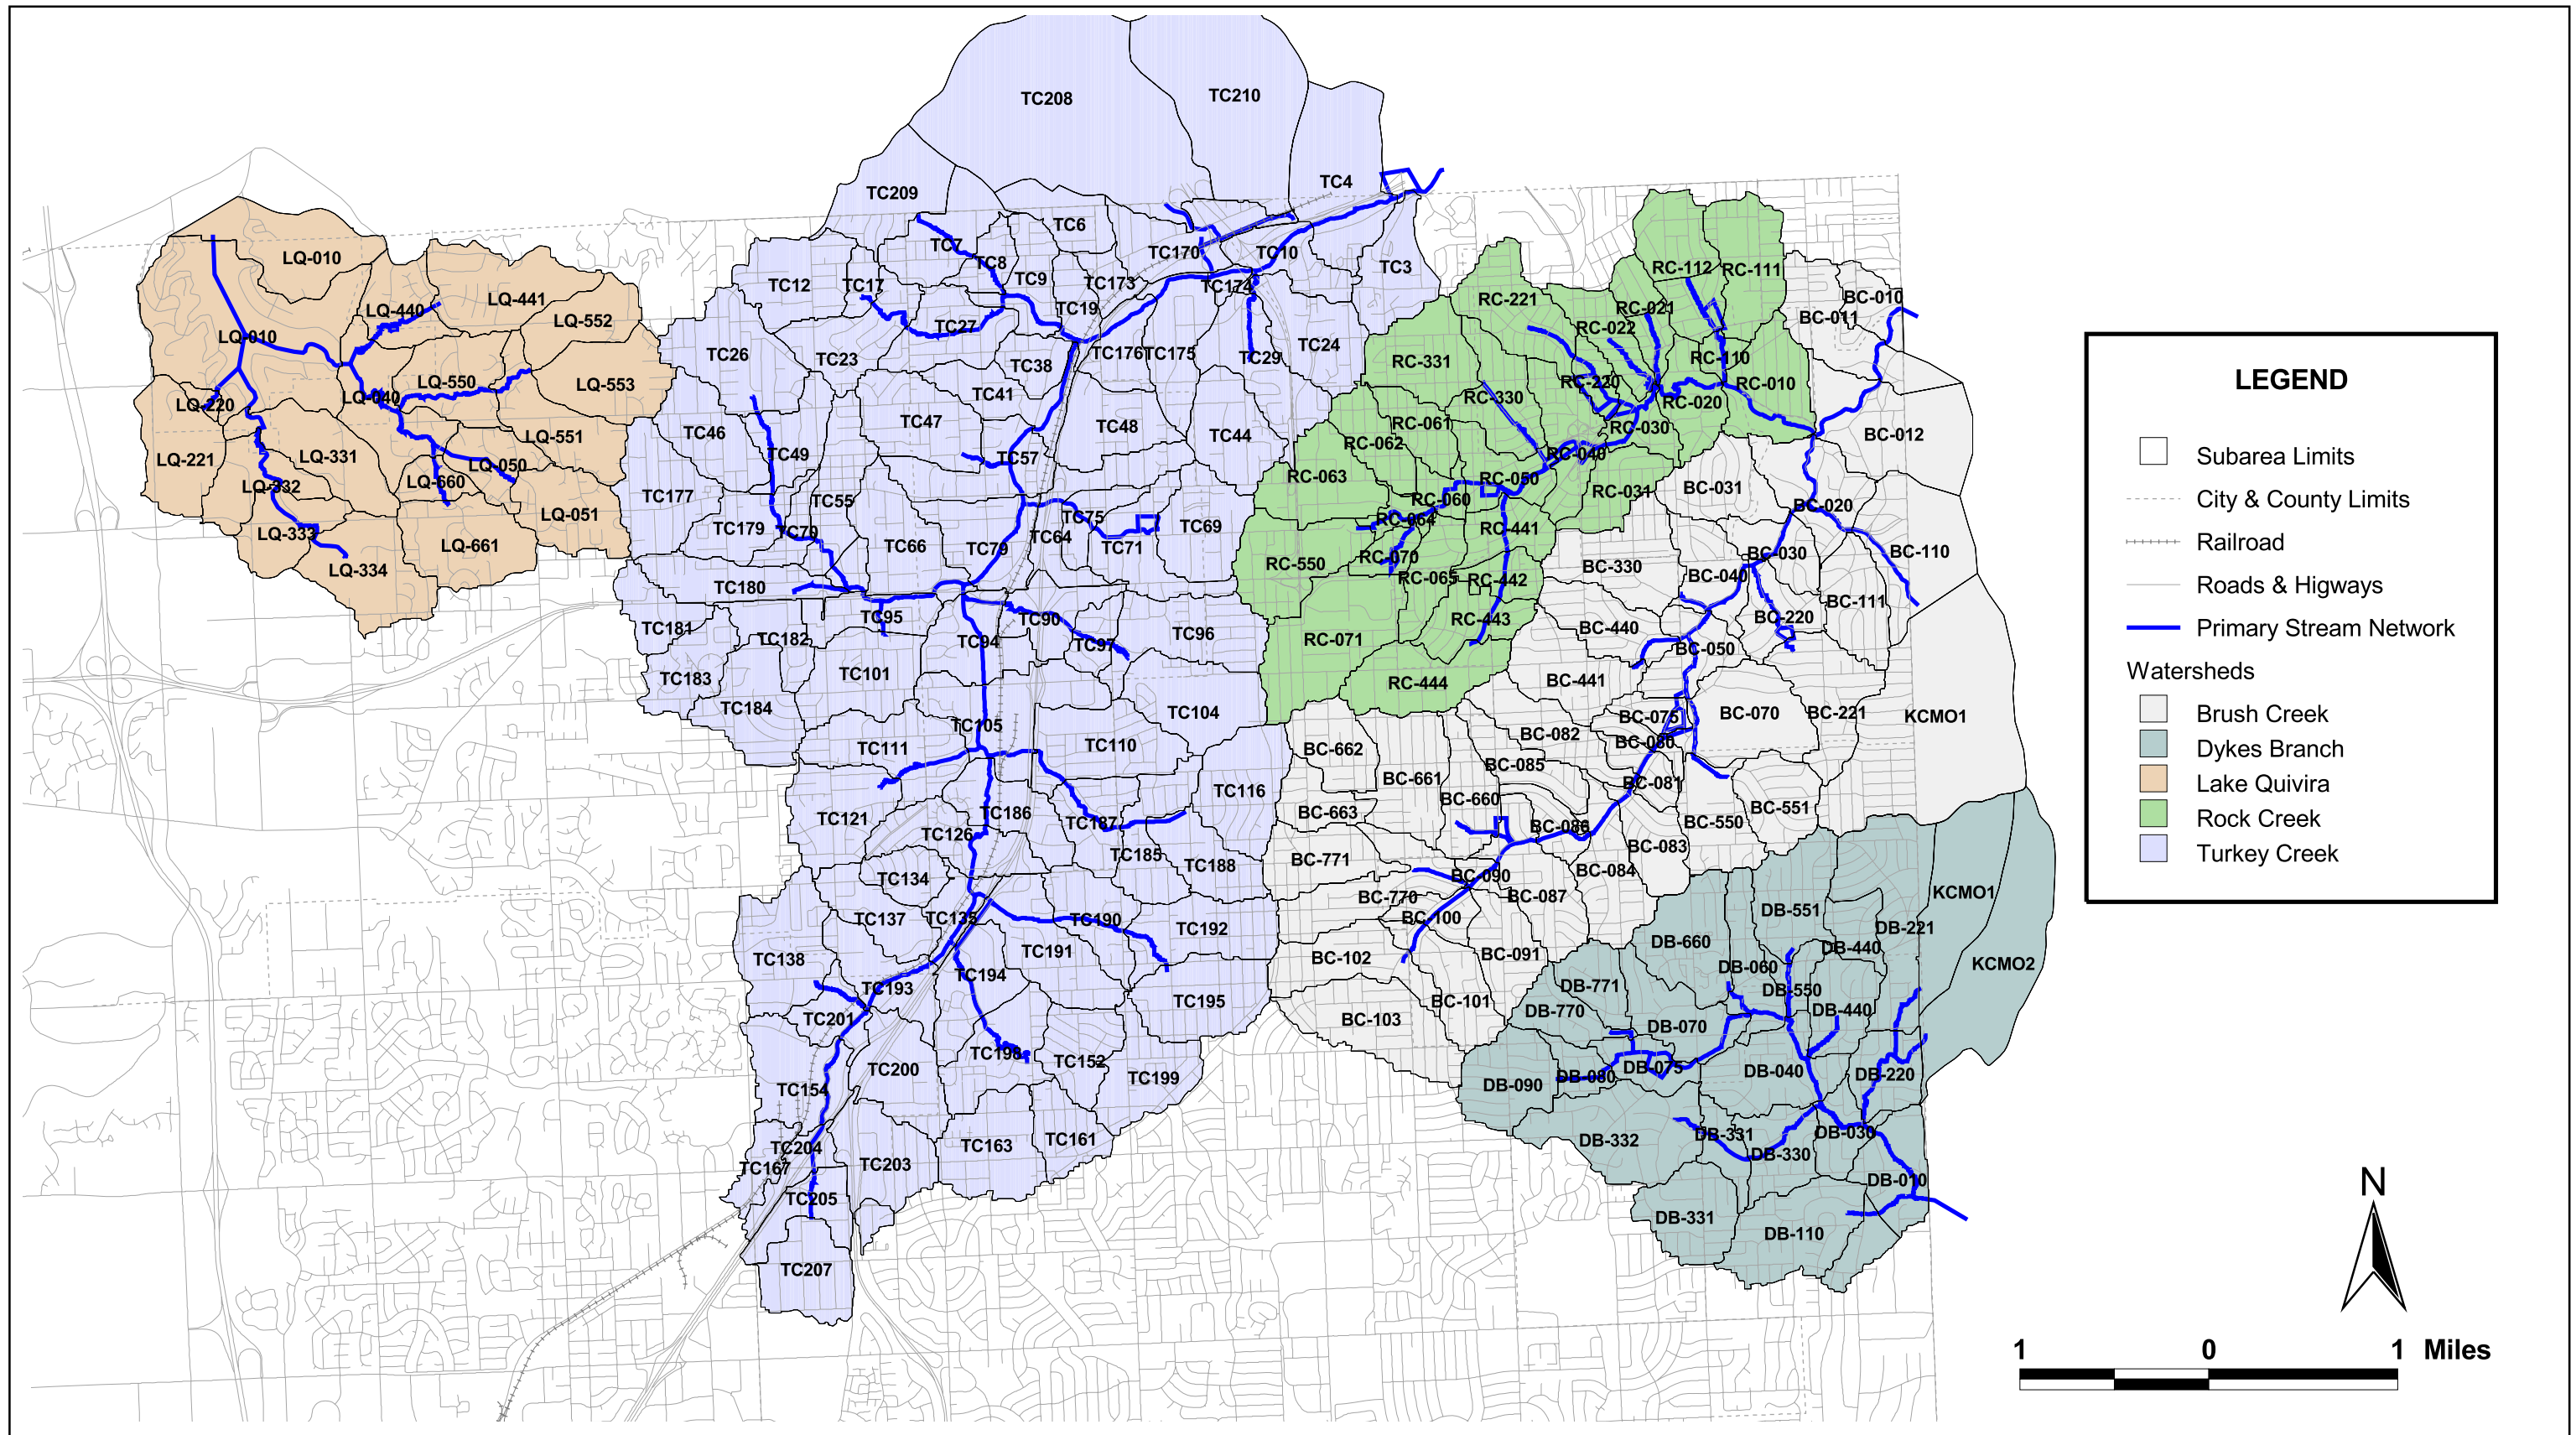 TC208
TC210
TC4
TC209
TC6
TC7
TC8
TC9
TC170
TC10
TC3
TC12
TC17
TC173
TC19
TC174
TC27
TC26
TC23
TC38
TC176
TC175
TC29
TC24
TC41
TC47
TC48
TC44
TC46
TC49
TC57
TC177
TC55
TC179
TC70
TC66
TC79
TC64
TC75
TC71
TC69
TC180
TC95
TC90
TC181
TC182
TC94
TC97
TC96
TC183
TC101
TC184
TC104
TC105
TC111
TC110
TC116
TC121
TC186
TC126
TC187
TC185
TC188
TC134
TC137
TC135
TC190
TC192
TC138
TC191
TC194
TC193
TC195
TC201
TC198
TC152
TC200
TC199
TC154
TC204
TC167
TC203
TC163
TC161
TC205
TC207
LQ-010
LQ-440
LQ-441
LQ-552
LQ-010
LQ-550
LQ-553
LQ-220
LQ-040
LQ-551
LQ-221
LQ-331
LQ-050
LQ-332
LQ-660
LQ-051
LQ-333
LQ-661
LQ-334
RC-112
RC-111
RC-221
RC-021
RC-022
RC-110
RC-331
RC-220
RC-010
RC-330
RC-020
RC-061
RC-030
RC-062
RC-040
RC-063
RC-050
RC-031
RC-060
RC-064
RC-441
RC-550
RC-070
RC-065
RC-442
RC-443
RC-071
RC-444
BC-010
BC-011
BC-012
BC-031
BC-020
BC-030
BC-110
BC-330
BC-040
BC-111
BC-220
BC-440
BC-050
BC-441
BC-070
BC-221
KCMO1
BC-075
BC-082
BC-080
BC-662
BC-085
BC-661
BC-081
BC-660
BC-663
BC-551
BC-550
BC-086
BC-083
BC-771
BC-084
BC-090
BC-770
BC-087
BC-100
BC-102
BC-091
BC-101
BC-103
KCMO1
DB-551
DB-221
DB-660
DB-440
DB-060
KCMO2
DB-771
DB-550
DB-770
DB-440
DB-070
DB-075
DB-040
DB-220
DB-090
DB-080
DB-332
DB-331
DB-030
DB-330
DB-010
DB-331
DB-110
LEGEND
Subarea Limits
City & County Limits
Railroad
Roads & Higways
Primary Stream Network
Watersheds
Brush Creek
Dykes Branch
Lake Quivira
Rock Creek
Turkey Creek
N
1 0 1 Miles